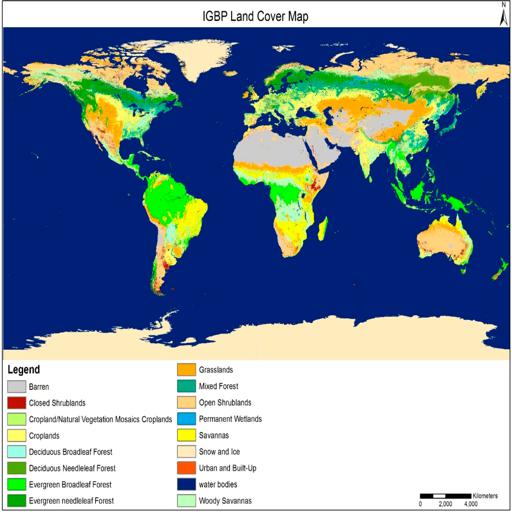 IGBP Land Cover Map
N
Legend
Barren
Closed Shrublands
Cropland/Natural Vegetation Mosaics Croplands
Croplands
Deciduous Broadleaf Forest
Deciduous Needleleaf Forest
Evergreen Broadleaf Forest
Evergreen needleleaf Forest
Grasslands
Mixed Forest
Open Shrublands
Permanent Wetlands
Savannas
Snow and Ice
Urban and Built-Up
water bodies
Woody Savannas
Kilometers
0 2,000 4,000